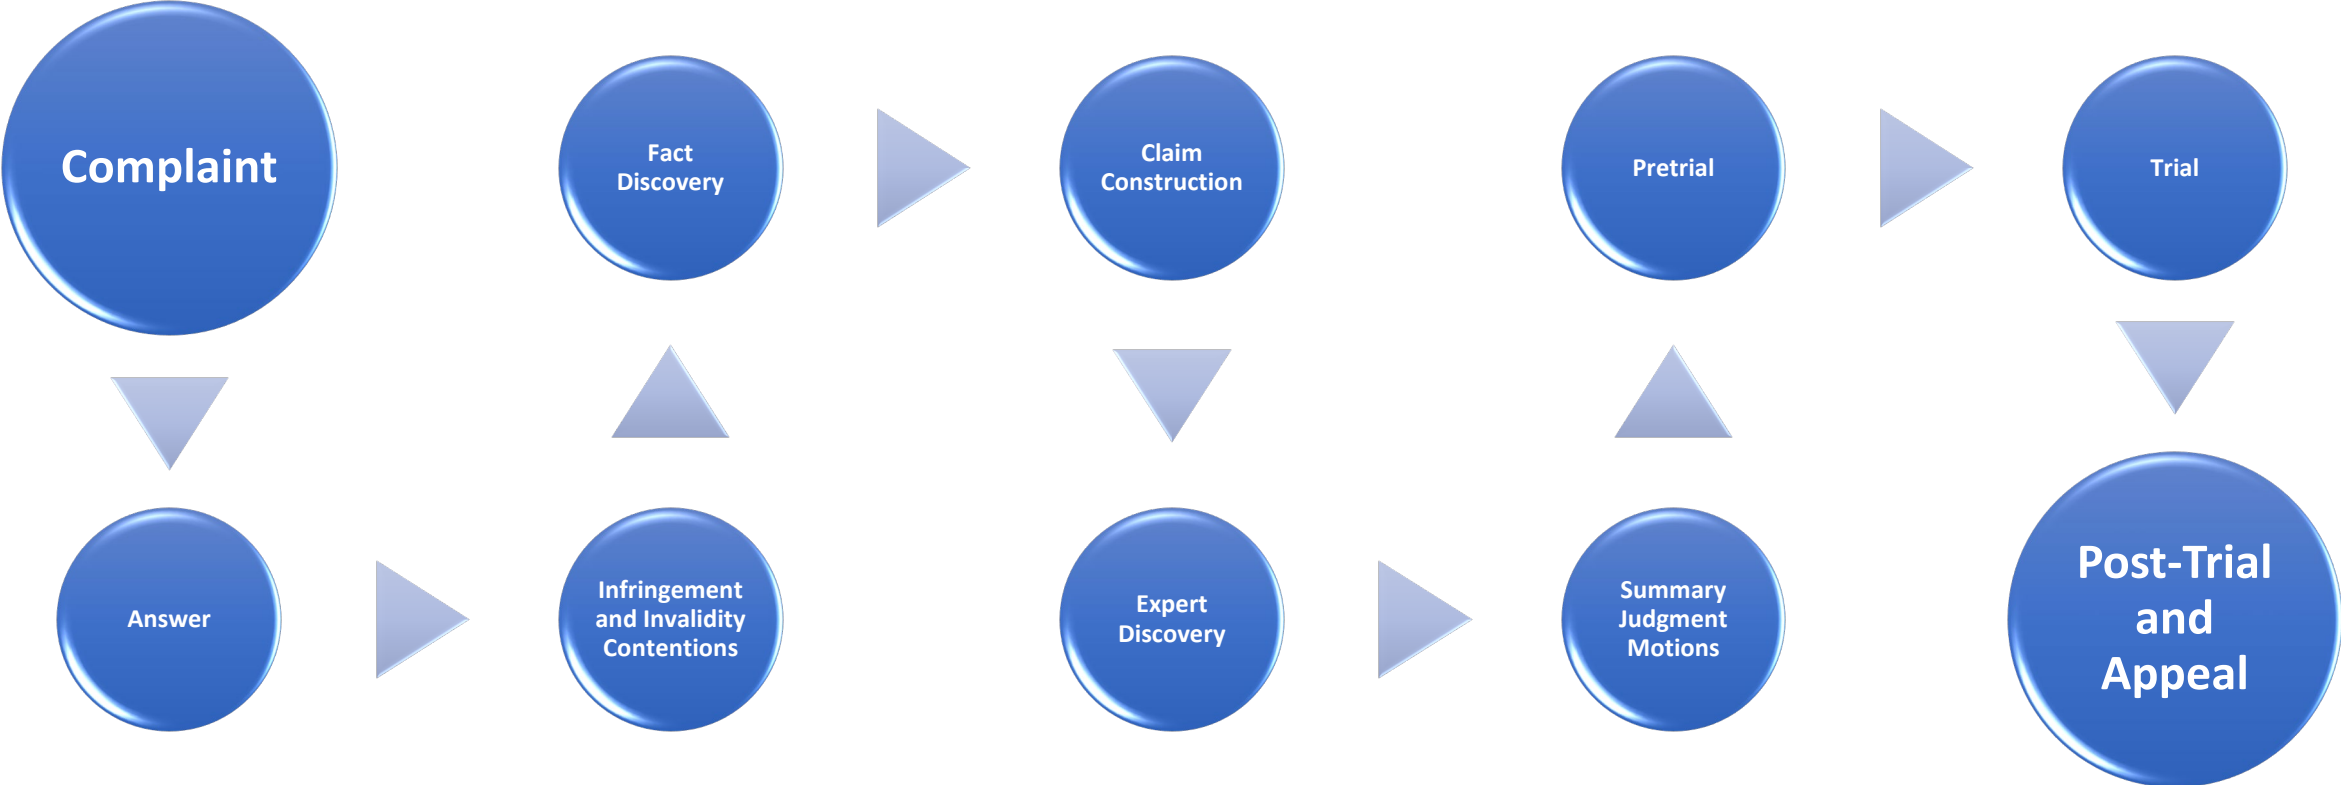 Complaint
Answer
Infringement
and Invalidity
Contentions
Fact
Discovery
Claim
Construction
Expert
Discovery
Summary
Judgment
Motions
Pretrial
Trial
Post-Trial
and
Appeal